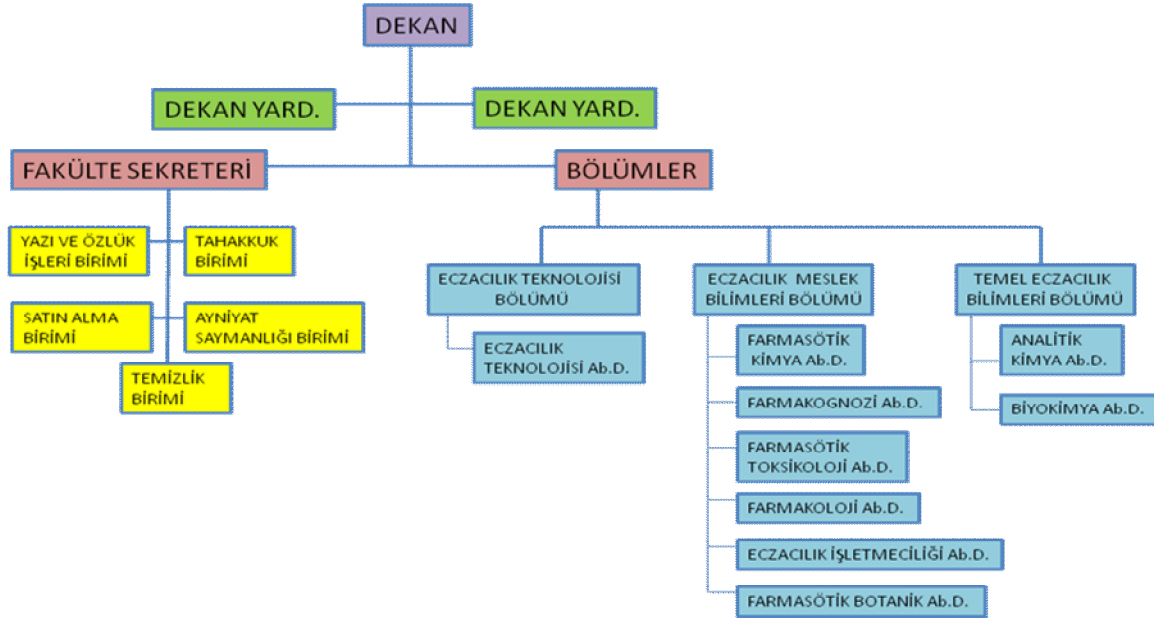 DEKAN
DEKAN YARD.
DEKAN YARD.
FAKÜLTE SEKRETERİ
BÖLÜMLER
YAZI VE ÖZLÜK
İŞLERİ BİRİMİ
TAHAKKUK
BİRİMİ
SATIN ALMA
BİRİMİ
AYNİYAT
SAYMANLIĞI BİRİMİ
TEMİZLİK
BİRİMİ
ECZACILIK TEKNOLOJİSİ
BÖLÜMÜ
ECZACILIK
TEKNOLOJİSİ Ab.D.
ECZACILIK MESLEK
BİLİMLERİ BÖLÜMÜ
FARMASÖTİK
KİMYA Ab.D.
FARMAKOGNOZİ Ab.D.
FARMASÖTİK
TOKSİKOLOJİ Ab.D.
FARMAKOLOJİ Ab.D.
ECZACILIK İŞLETMECİLİĞİ Ab.D.
FARMASÖTİK BOTANİK Ab.D.
TEMEL ECZACILIK
BİLİMLERİ BÖLÜMÜ
ANALİTİK
KİMYA Ab.D.
BİYOKİMYA Ab.D.